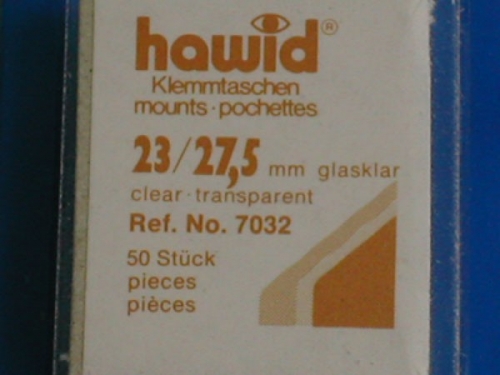 hawid®
Klemmtaschen
mounts · pochettes
23/27,5 mm glasklar
clear · transparent
Ref. No. 7032
50 Stück
pieces
pièces